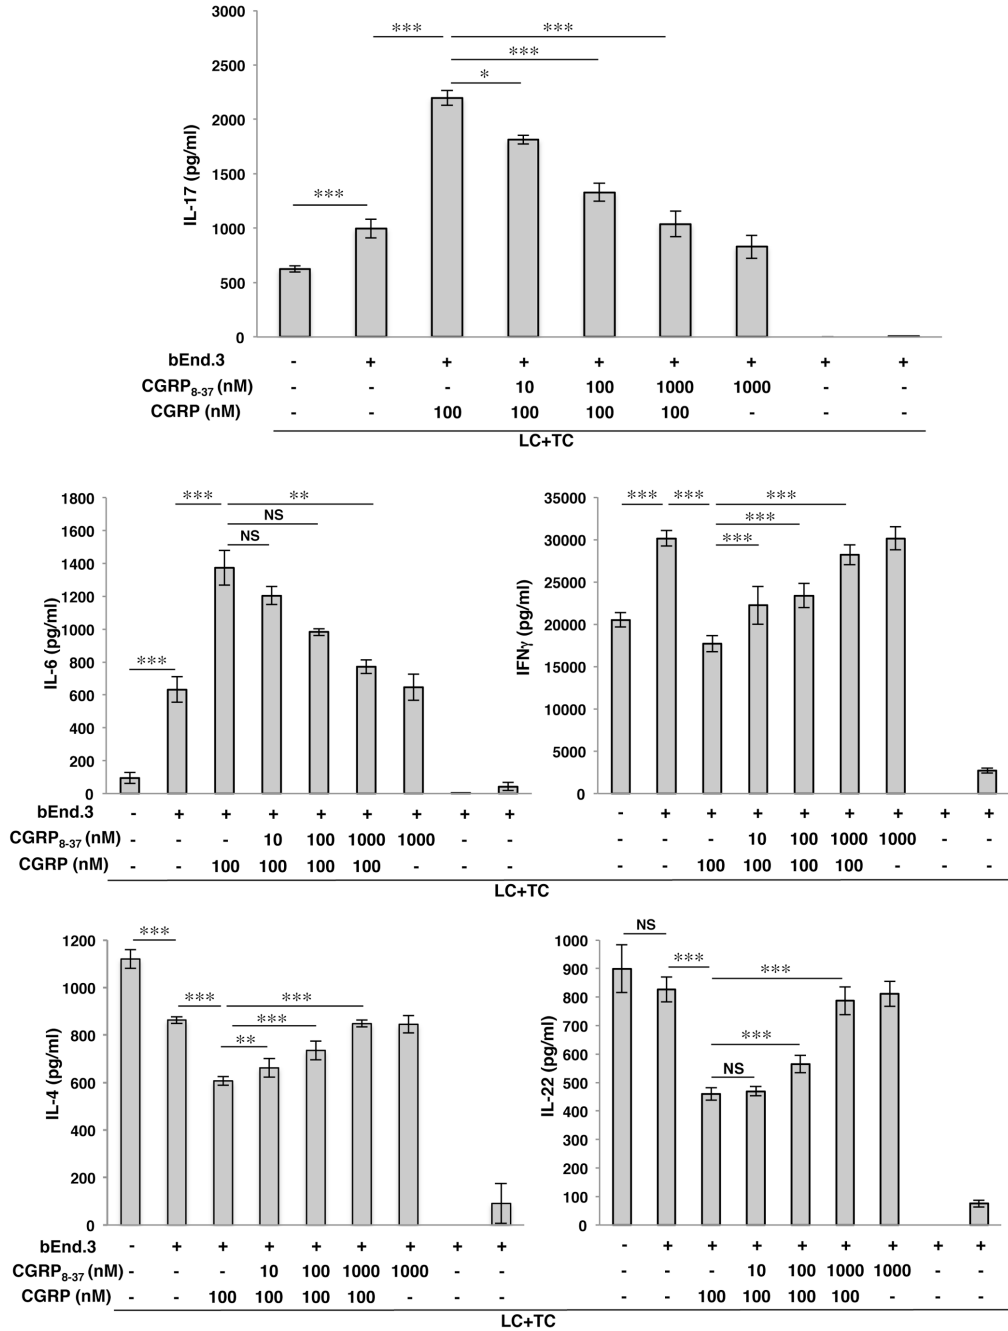 3000
*** ***
2500
***
*
2000
1500
***
1000
500
0
IL-17 (pg/ml)
bEnd.3 - + + + + + + + +
CGRP8-37 (nM) - - - 10 100 1000 1000 - -
CGRP (nM) - - 100 100 100 100 - - -
LC+TC
1800
*** **
1600
NS
NS
1400
1200
1000
800
***
600
400
200
0
IL-6 (pg/ml)
bEnd.3 - + + + + + + + +
CGRP8-37 (nM) - - - 10 100 1000 1000 - -
CGRP (nM) - - 100 100 100 100 - - -
35000
*** *** ***
***
***
30000
25000
20000
15000
10000
5000
0
IFNγ (pg/ml)
- + + + + + + + +
- - - 10 100 1000 1000 - -
- - 100 100 100 100 - - -
LC+TC
***
1200
1000
*** ***
***
**
800
600
400
200
0
IL-4 (pg/ml)
bEnd.3 - + + + + + + + +
CGRP8-37 (nM) - - - 10 100 1000 1000 - -
CGRP (nM) - - 100 100 100 100 - - -
NS
1000
*** ***
900
800
700
***
600
NS
500
400
300
200
100
0
IL-22 (pg/ml)
- + + + + + + + +
- - - 10 100 1000 1000 - -
- - 100 100 100 100 - - -
LC+TC